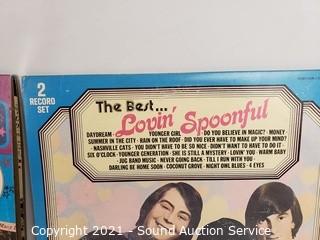 2
RECORD
SET
The Best...
Lovin' Spoonful
DAYDREAM · YOUNGER GIRL · DO YOU BELIEVE IN MAGIC? · MONEY
SUMMER IN THE CITY · RAIN ON THE ROOF · DID YOU EVER HAVE TO MAKE UP YOUR MIND?
NASHVILLE CATS · YOU DIDN'T HAVE TO BE SO NICE · DIDN'T WANT TO HAVE TO DO IT ·
SIX O'CLOCK · YOUNGER GENERATION · SHE IS STILL A MYSTERY · LOVIN' YOU · WARM BABY
· JUG BAND MUSIC · NEVER GOING BACK · TILL I RUN WITH YOU ·
DARLING BE HOME SOON · COCONUT GROVE · NIGHT OWL BLUES · 4 EYES
Copyright 2021 - Sound Auction Service